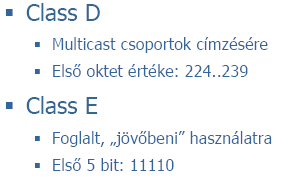 Class D
Multicast csoportok címzésére
Első oktet értéke: 224..239
Class E
Foglalt, „jövőbeni” használatra
Első 5 bit: 11110